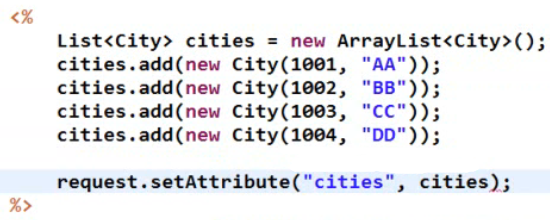 <%
List<City> cities = new ArrayList<City>();
cities.add(new City(1001, "AA"));
cities.add(new City(1002, "BB"));
cities.add(new City(1003, "CC"));
cities.add(new City(1004, "DD"));
request.setAttribute("cities", cities);
%>